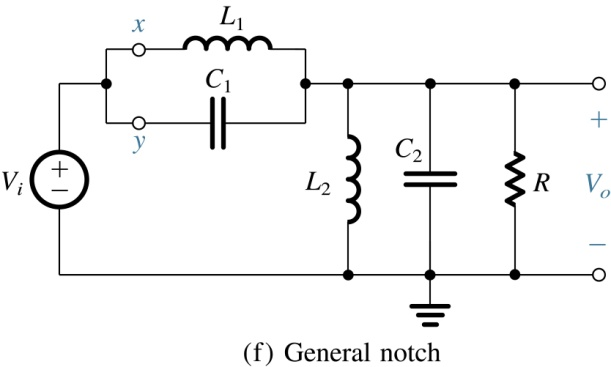 x
L₁
C₁
y
Vᵢ
+
−
L₂
C₂
R
+
Vₒ
−
(f) General notch